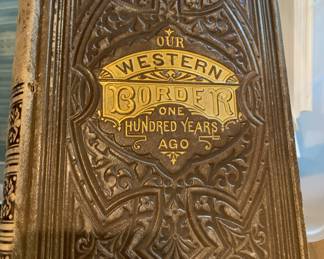 OUR
WESTERN
BORDER
ONE
HUNDRED YEARS
AGO